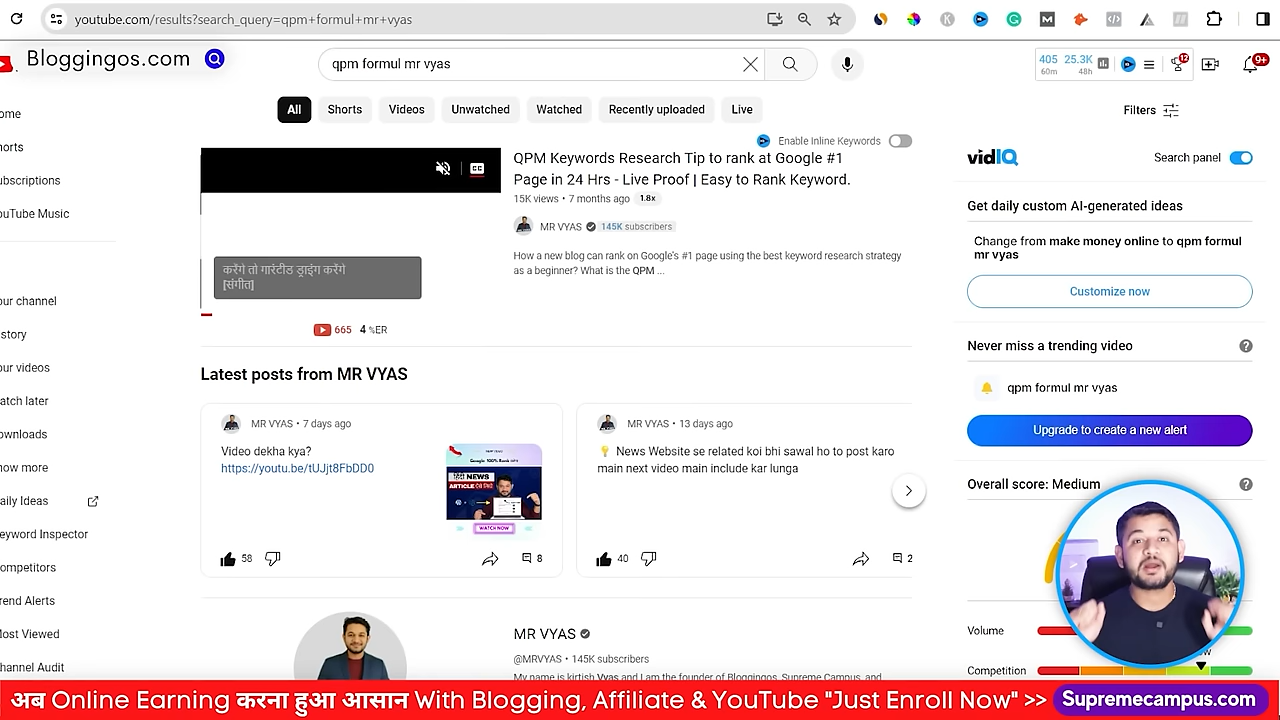 youtube.com/results?search_query=qpm+formul+mr+vyas
Bloggingos.com
qpm formul mr vyas
405 25.3K
60m 48h
12
9+
All Shorts Videos Unwatched Watched Recently uploaded Live
Filters
ome
horts
ubscriptions
ouTube Music
our channel
story
our videos
atch later
ownloads
how more
aily Ideas
eyword Inspector
ompetitors
rend Alerts
Most Viewed
hannel Audit
Enable Inline Keywords
CC
QPM Keywords Research Tip to rank at Google #1
Page in 24 Hrs - Live Proof | Easy to Rank Keyword.
15K views • 7 months ago 1.8x
MR VYAS 145K subscribers
How a new blog can rank on Google's #1 page using the best keyword research strategy
as a beginner? What is the QPM ...
करेंगे तो गारंटीड ड्राइंग करेंगे
[संगीत]
665 4 %ER
Latest posts from MR VYAS
MR VYAS • 7 days ago
Video dekha kya?
https://youtu.be/tUJjt8FbDD0
NEWS
WATCH NOW
58
8
MR VYAS • 13 days ago
💡 News Website se related koi bhi sawal ho to post karo
main next video main include kar lunga
40
2
MR VYAS
@MRVYAS • 145K subscribers
My name is kirtish Vyas and I am the founder of Bloggingos, Supreme Campus, and
vidIQ
Search panel
Get daily custom AI-generated ideas
Change from make money online to qpm formul
mr vyas
Customize now
Never miss a trending video
qpm formul mr vyas
Upgrade to create a new alert
Overall score: Medium
Volume
Competition
अब Online Earning करना हुआ आसान With Blogging, Affiliate & YouTube "Just Enroll Now" >> Supremecampus.com